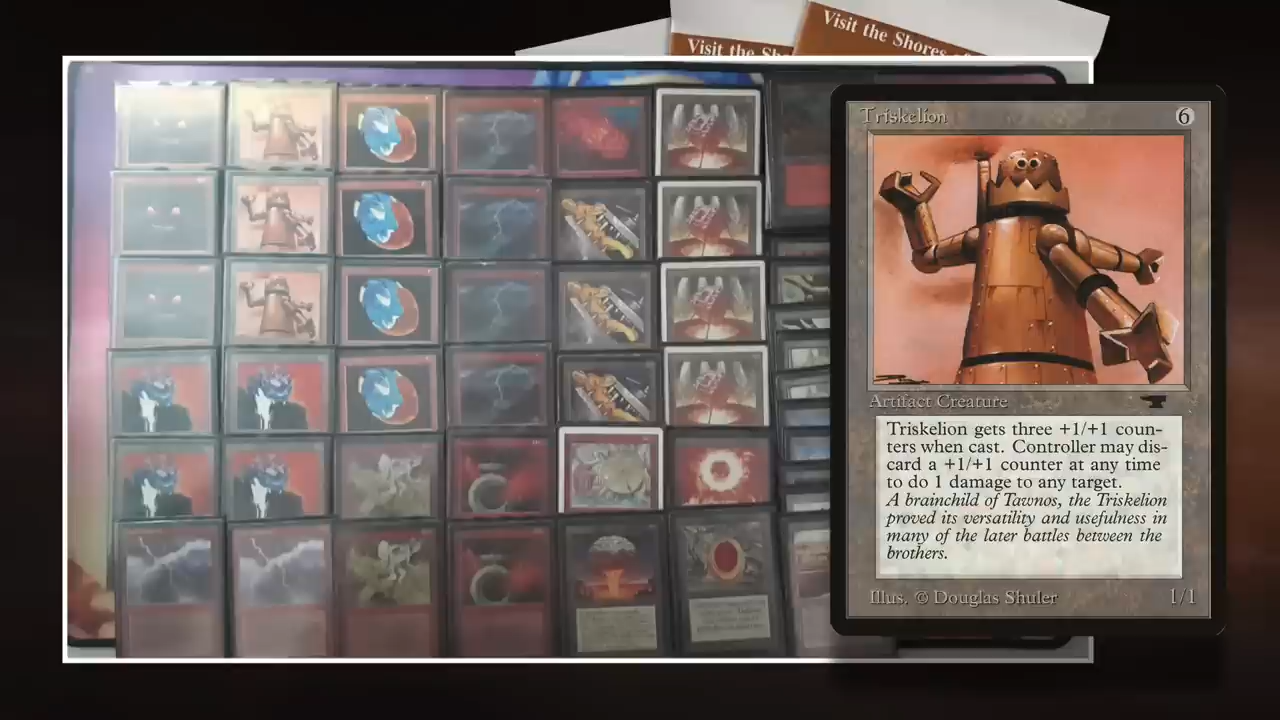 Visit the Sh
Visit the Shores
Triskelion 6
Artifact Creature
Triskelion gets three +1/+1 coun-
ters when cast. Controller may dis-
card a +1/+1 counter at any time
to do 1 damage to any target.
A brainchild of Tawnos, the Triskelion
proved its versatility and usefulness in
many of the later battles between the
brothers.
Illus. © Douglas Shuler 1/1